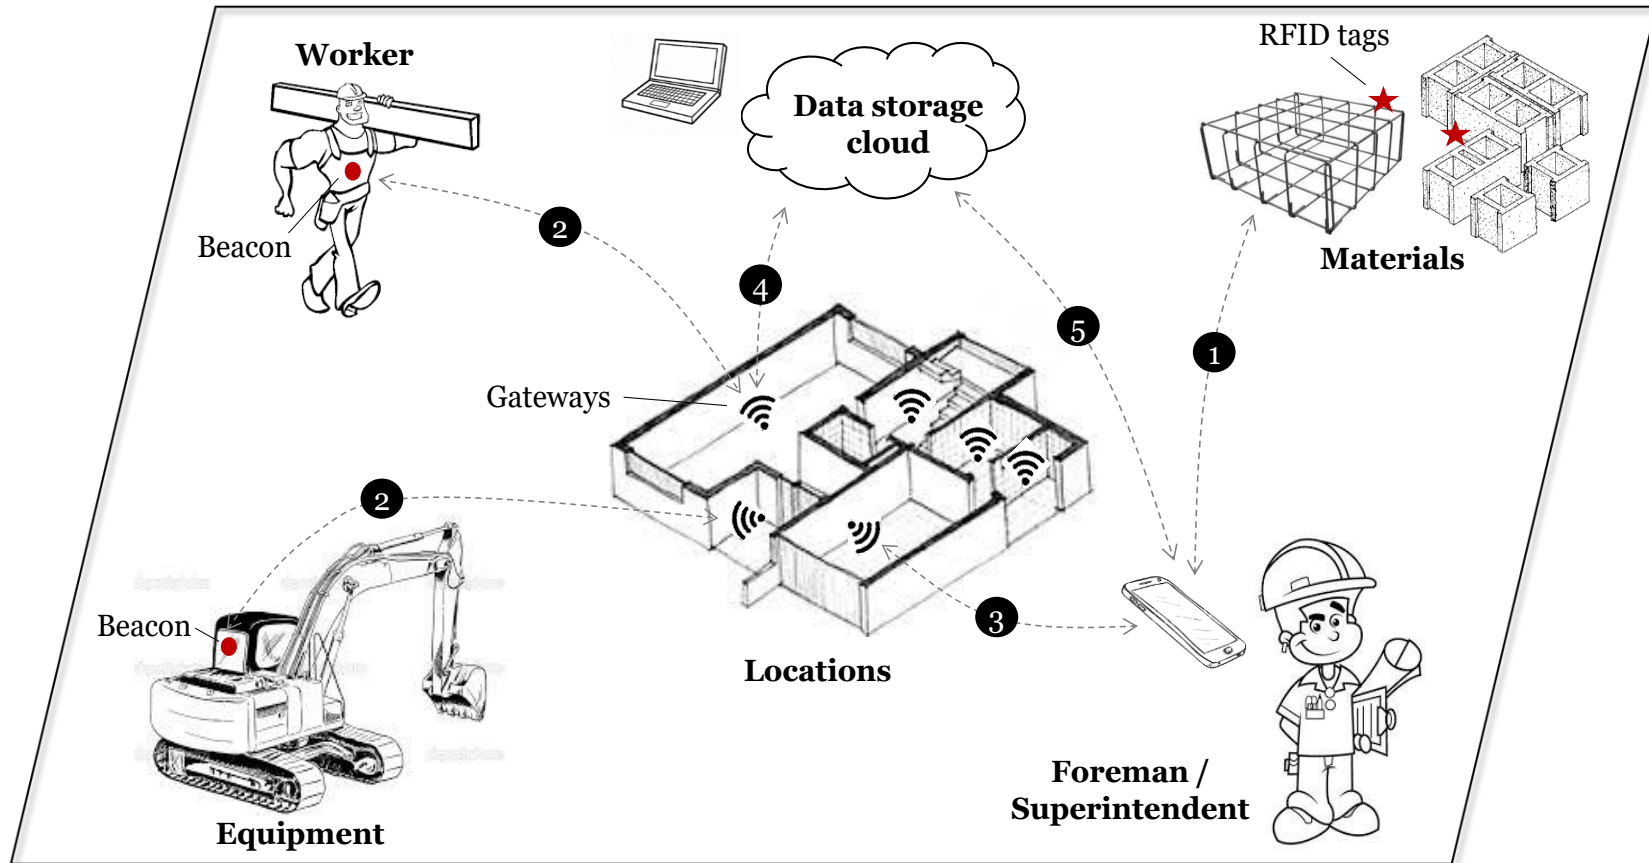 RFID tags
Worker
Data storage
cloud
Beacon
2
Materials
4
5
1
Gateways
2
Beacon
3
Locations
Foreman /
Superintendent
Equipment